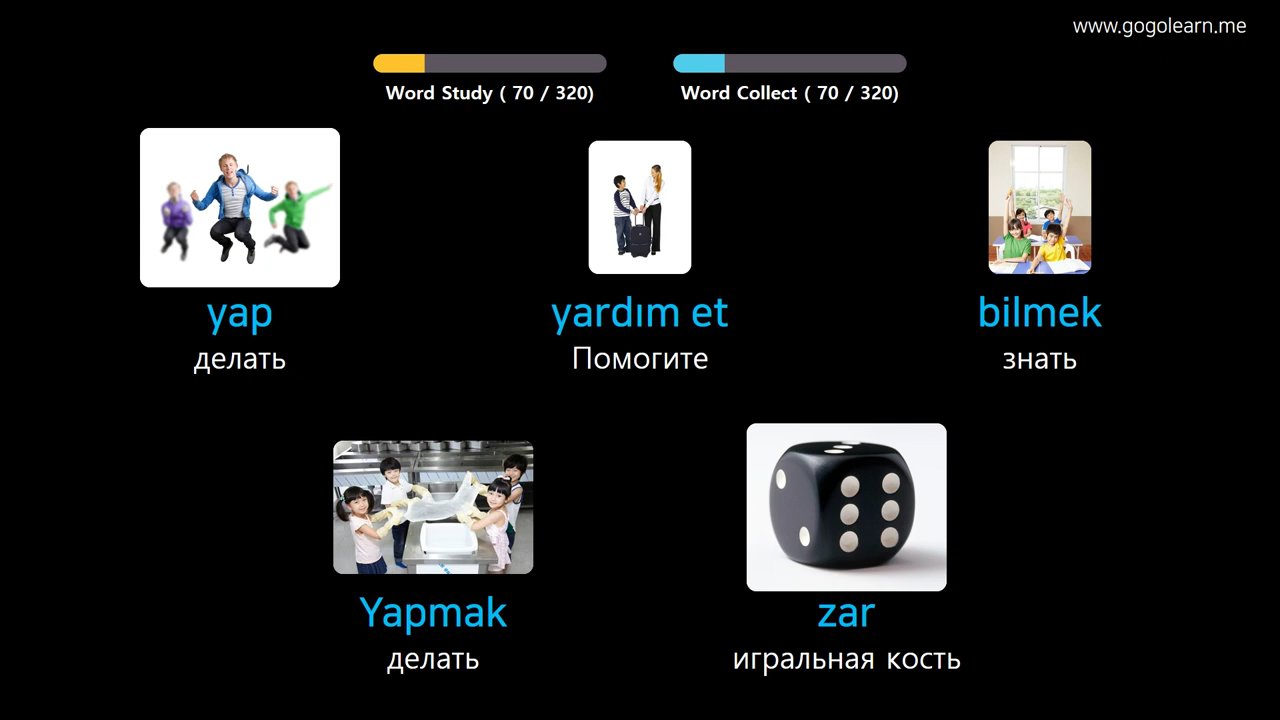 www.gogolearn.me
Word Study ( 70 / 320)
Word Collect ( 70 / 320)
yap
делать
yardım et
Помогите
bilmek
знать
Yapmak
делать
zar
игральная кость